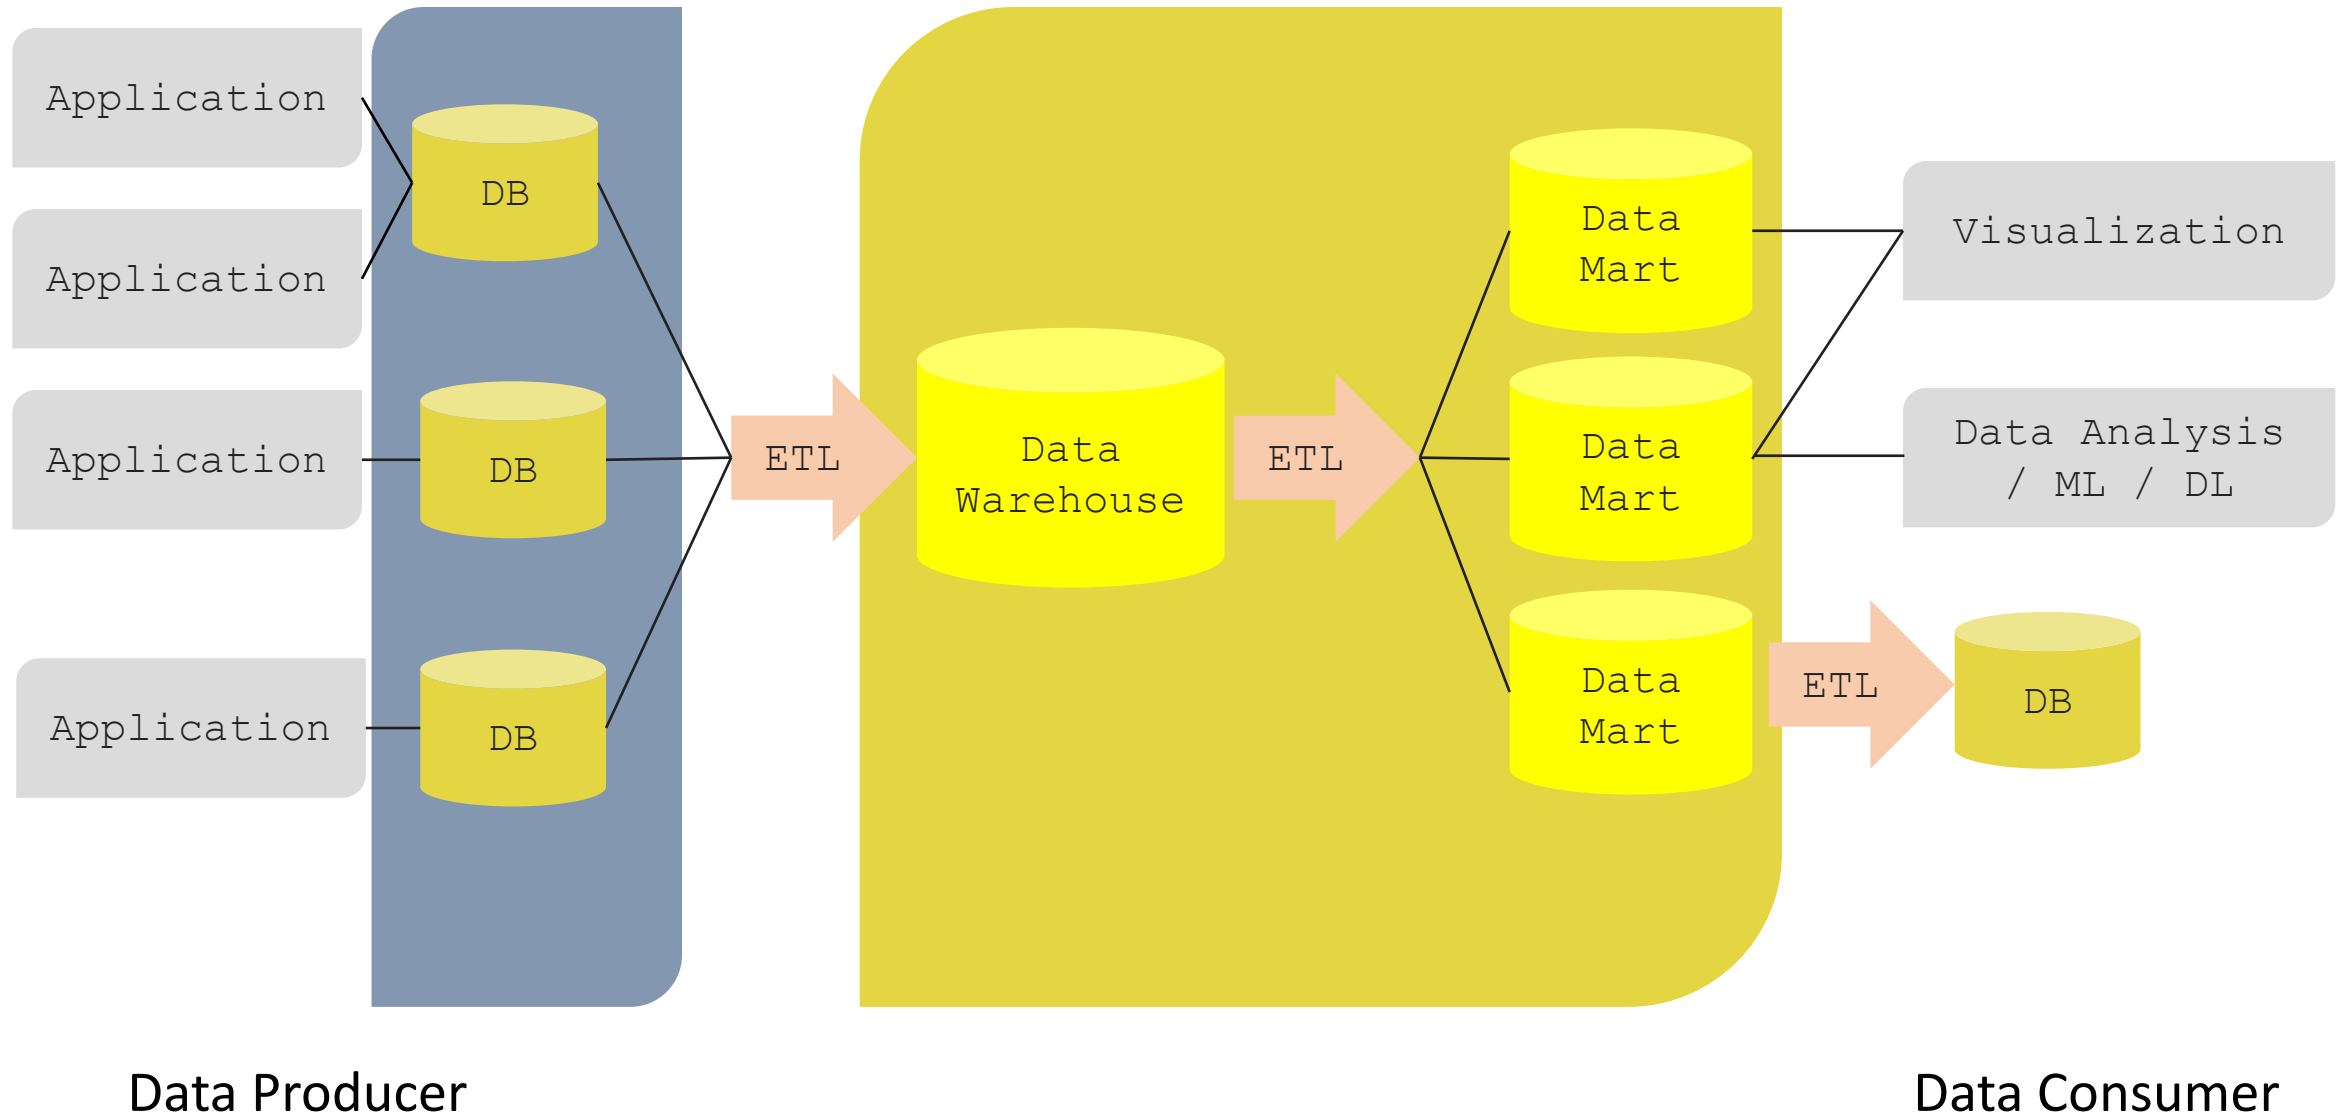 Application
Application
Application
Application
DB
DB
DB
ETL
Data
Warehouse
ETL
Data
Mart
Data
Mart
Data
Mart
Visualization
Data Analysis
/ ML / DL
ETL
DB
Data Producer
Data Consumer